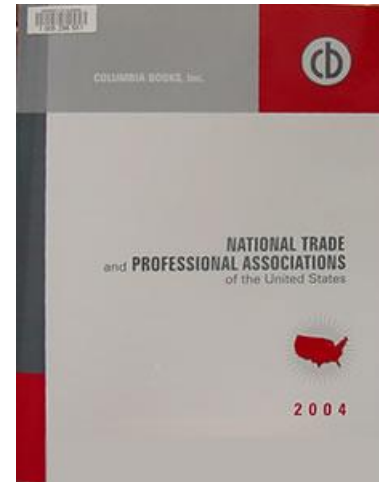 COLUMBIA BOOKS, Inc.
cb
NATIONAL TRADE
and PROFESSIONAL ASSOCIATIONS
of the United States
2004